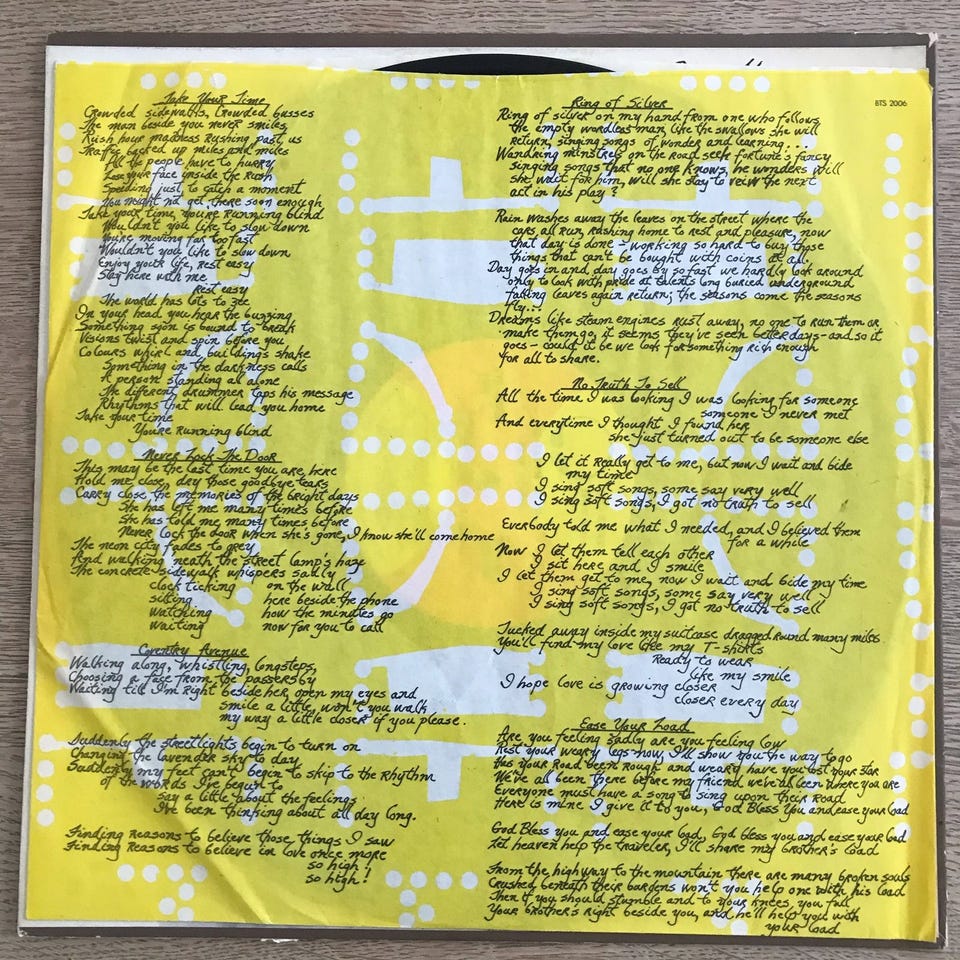 Take Your Time
Crowded sidewalks, Crowded busses
The man beside you never smiles
Rush hour madness Rushing past us
Traffic backed up miles and miles
All the people have to hurry
Lose your face inside the Rush
Speeding just to catch a moment
You might not get there soon enough
Take your time, you're Running blind
Wouldn't you like to slow down
You're moving far too fast
Wouldn't you like to slow down
Enjoy your life, rest easy
Stay here with me
Rest easy
The world has lots to see
In your head you hear the buzzing
Something soon is bound to break
Visions twist and spin before you
Colours whirl and buildings shake
Something in the darkness calls
A person standing all alone
The different drummer taps his message
Rhythms that will lead you home
Take your time
You're running blind
Never Lock The Door
This may be the last time you are here
Hold me close, dry those goodbye tears
Carry close the memories of the bright days
She has left me many times before
She has told me many times before
Never lock the door when she's gone, I know she'll come home
The neon city fades to grey
And walking neath the street lamp's haze
The concrete sidewalk whispers sadly
clock ticking on the wall
sitting here beside the phone
watching how the minutes go
waiting now for you to call
Coventry Avenue
Walking along, whistling, longsteps,
Choosing a face from the passersby
Waiting till I'm right beside her, open my eyes and
smile a little, won't you walk
my way a little closer if you please.
Suddenly the streetlights begin to turn on
Changing the lavender sky to day
Suddenly my feet can't begin to skip to the rhythm
of the words I've begun to
say a little about the feelings
I've been thinking about all day long.
Finding reasons to believe those things I saw
Finding Reasons to believe in love once more
so high!
so high!
BTS 2006
Ring of Silver
Ring of silver on my hand from one who follows
the empty wordless man, like the swallows she will
return, singing songs of wonder and learning...
Wandring minstrels on the road seek fortune's fancy
singing songs that no one knows, he wonders will
she wait for him, will she stay to veiw the next
act in his play?
Rain washes away the leaves on the street where the
cars all run, rushing home to rest and pleasure, now
that day is done - working so hard to buy those
things that can't be bought with coins at all.
Day goes in and day goes by so fast we hardly look around
only to look with pride at talents long buried underground
falling leaves again return; the seasons come the seasons
fly...
Dreams like steam engines rust away, no one to run them or
make them go, it seems they've seen better days - and so it
goes - could it be we look for something rich enough
for all to share.
No Truth To Sell
All the time I was looking I was looking for someone
someone I never met
And everytime I thought I found her
she just turned out to be someone else
I let it really get to me, but now I wait and bide
my time
I sing soft songs, some say very well
I sing soft songs, I got no truth to sell
Everybody told me what I needed, and I believed them
for a while
Now I let them tell each other
I sit here and I smile
I let them get to me, now I wait and bide my time
I sing soft songs, some say very well
I sing soft songs, I got no truth to sell
Tucked away inside my suitcase dragged round many miles
You'll find my love like my T-shirts
Ready to wear
like my smile
I hope love is growing closer
closer every day
Ease Your Load
Are you feeling sadly are you feeling low
Rest your weary legs now, I'll show you the way to go
Has your Road been rough and weary have you lost your star
We've all been there before my friend we've all been where you are
Everyone must have a song to sing upon their Road
Here is mine I give it to you, God Bless You and ease your load
God Bless you and ease your load, God bless you and ease your load
Let heaven help the traveler, I'll share my brother's load
From the highway to the mountain there are many broken souls
Crushed beneath their burdens won't you help one with his load
Then if you should stumble and to your knees, you fall
Your brother's right beside you, and he'll help you with
your load